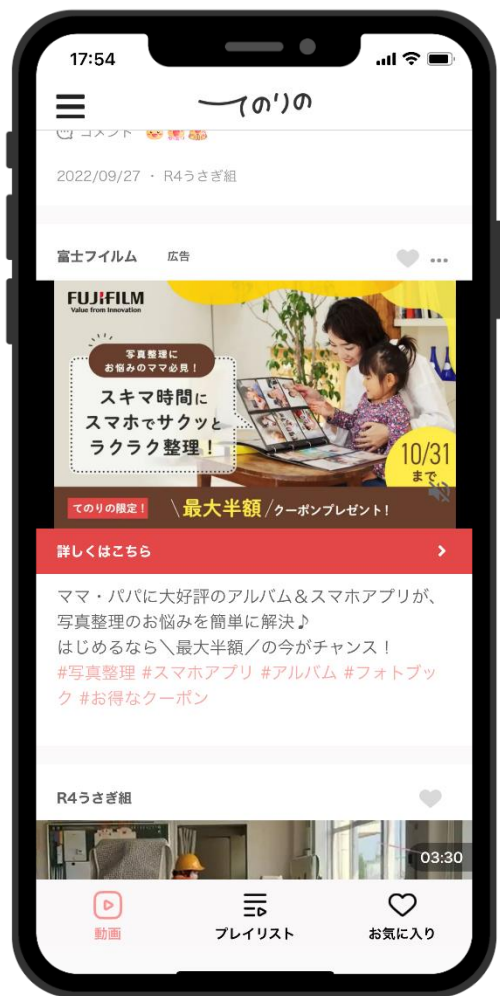 17:54
てのりの
コメント
2022/09/27 ・ R4うさぎ組
富士フイルム 広告
FUJIFILM
Value from Innovation
写真整理に
お悩みのママ必見！
スキマ時間に
スマホでサクッと
ラクラク整理！
10/31
まで
てのりの限定！ \最大半額/クーポンプレゼント！
詳しくはこちら
ママ・パパに大好評のアルバム＆スマホアプリが、
写真整理のお悩みを簡単に解決♪
はじめるなら＼最大半額／の今がチャンス！
#写真整理 #スマホアプリ #アルバム #フォトブッ
ク #お得なクーポン
R4うさぎ組
03:30
動画 プレイリスト お気に入り